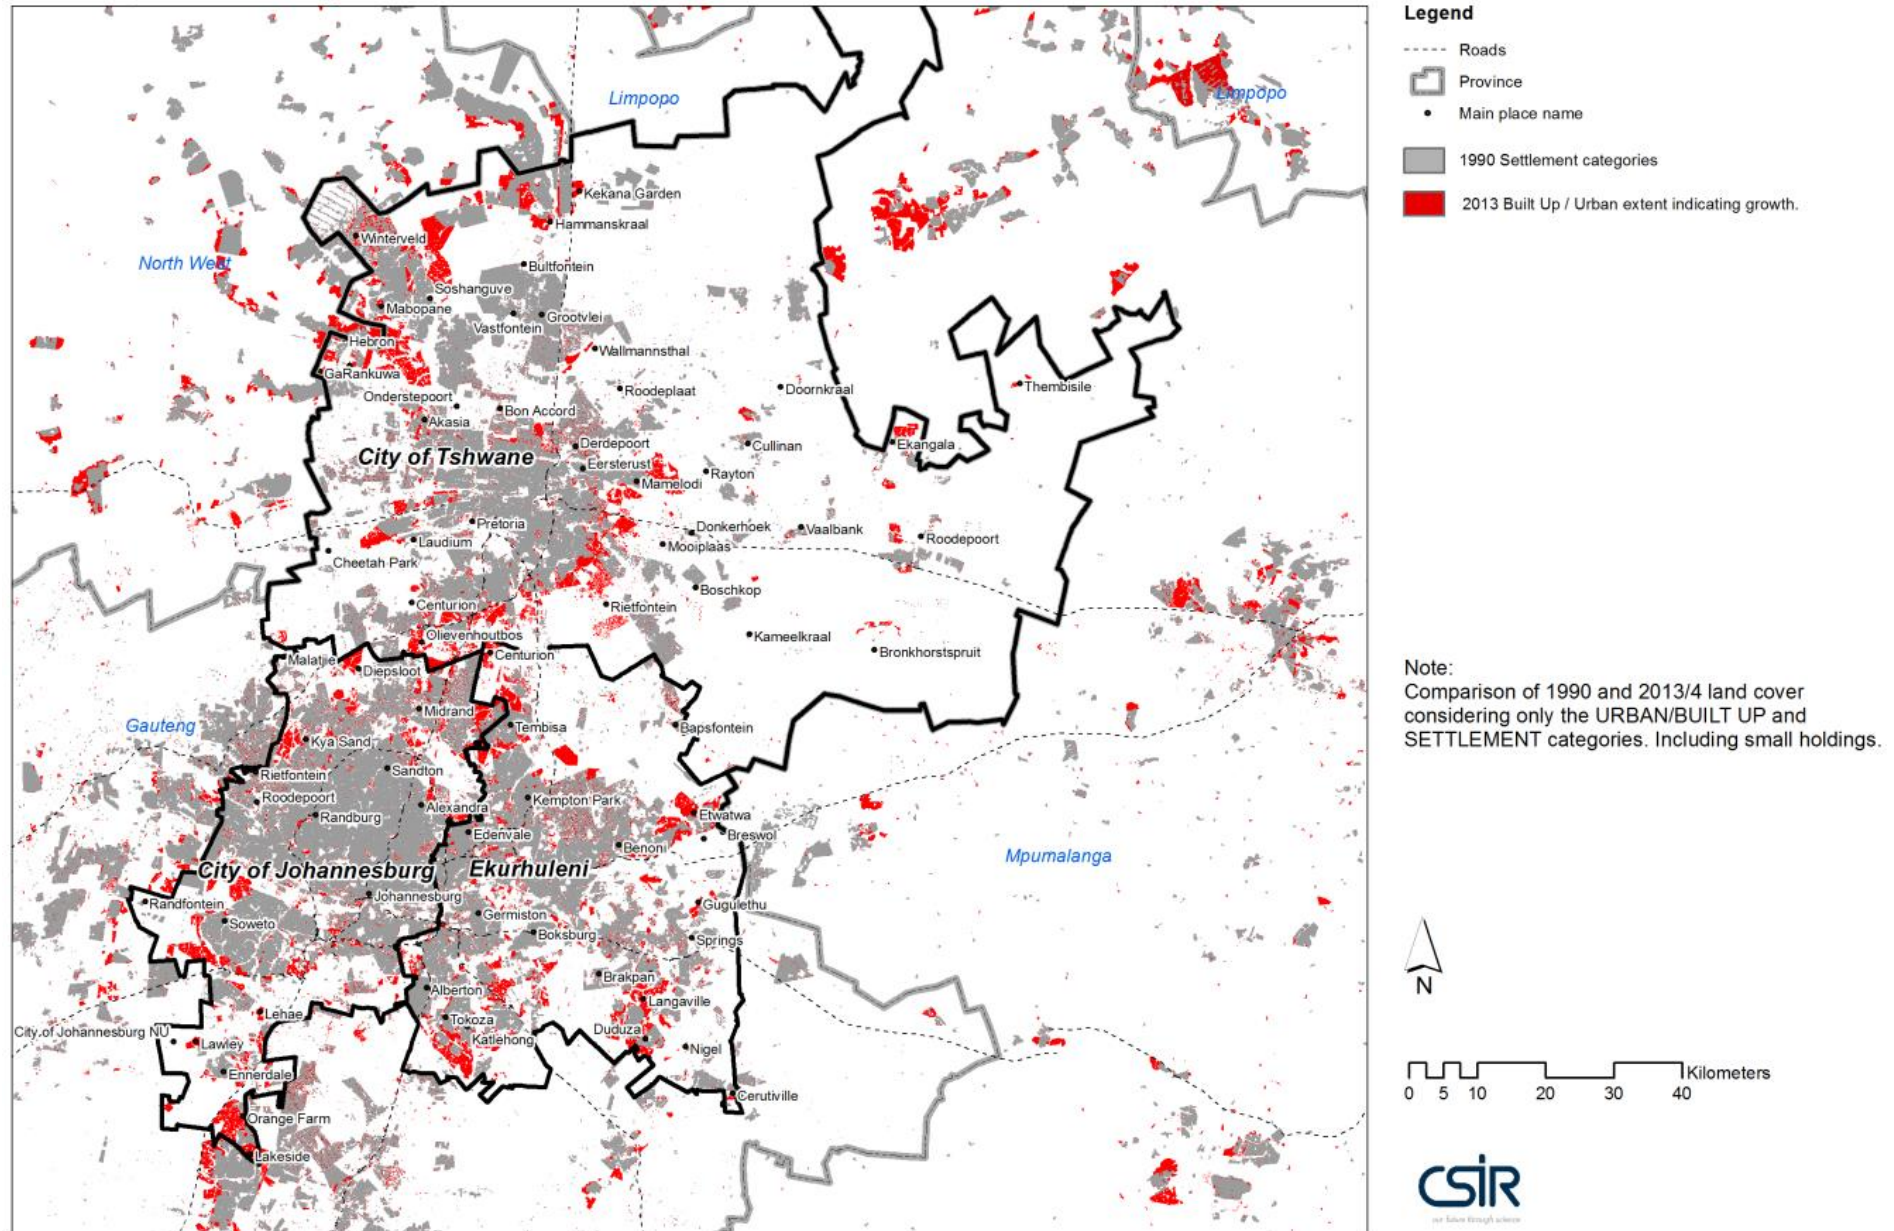 Legend
Roads
Province
Main place name
1990 Settlement categories
2013 Built Up / Urban extent indicating growth.
Limpopo
Limpopo
Kekana Garden
Hammanskraal
Winterveld
North West
Bultfontein
Soshanguve
Mabopane
Grootvlei
Vastfontein
Hebron
Wallmannsthal
GaRankuwa
Thembisile
Doornkraal
Roodeplaat
Onderstepoort
Bon Accord
Akasia
Derdepoort
Cullinan
Ekangala
City of Tshwane
Eersterust
Rayton
Mamelodi
Pretoria
Donkerhoek
Vaalbank
Laudium
Mooiplaas
Roodepoort
Cheetah Park
Boschkop
Centurion
Rietfontein
Olievenhoutbos
Kameelkraal
Centurion
Bronkhorstspruit
Malatjie
Diepsloot
Midrand
Gauteng
Tembisa
Bapsfontein
Kya Sand
Sandton
Rietfontein
Roodepoort
Kempton Park
Alexandra
Randburg
Etwatwa
Edenvale
Breswol
Benoni
Mpumalanga
City of Johannesburg
Ekurhuleni
Johannesburg
Randfontein
Gugulethu
Germiston
Soweto
Boksburg
Springs
Brakpan
Alberton
Langaville
Lehae
Tokoza
City of Johannesburg NU
Duduza
Lawley
Katlehong
Nigel
Ennerdale
Cerutiville
Orange Farm
Lakeside
Note:
Comparison of 1990 and 2013/4 land cover
considering only the URBAN/BUILT UP and
SETTLEMENT categories. Including small holdings.
N
Kilometers
0 5 10 20 30 40
CSIR
our future through science